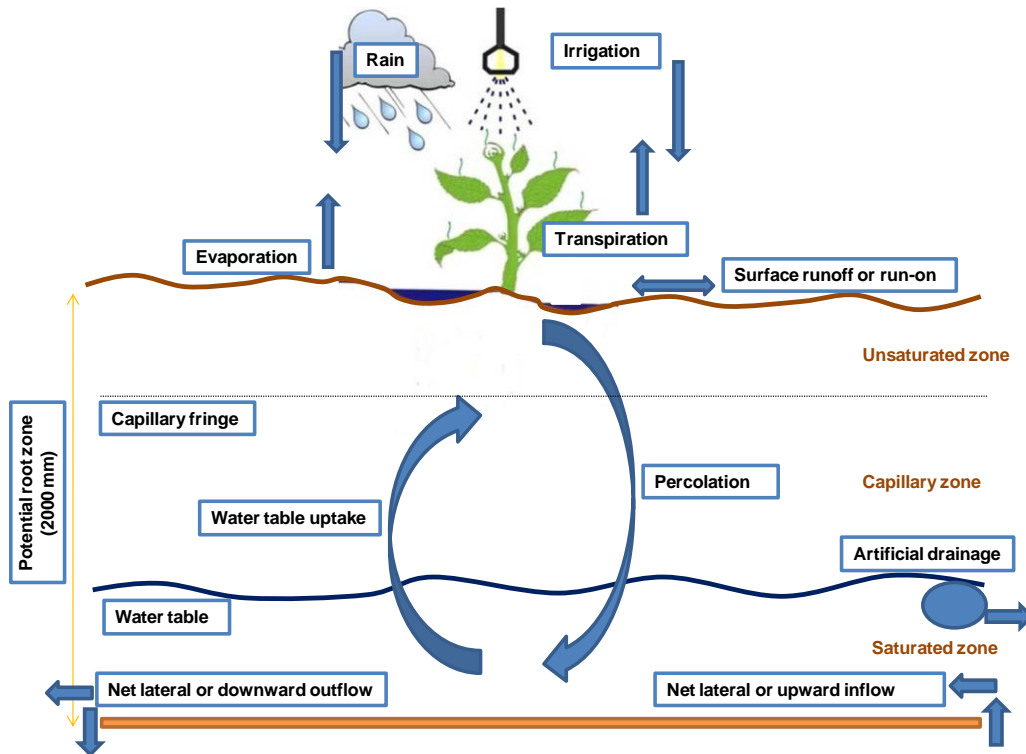 Rain
Irrigation
Transpiration
Evaporation
Surface runoff or run-on
Unsaturated zone
Capillary fringe
Potential root zone
(2000 mm)
Percolation
Capillary zone
Water table uptake
Artificial drainage
Water table
Saturated zone
Net lateral or downward outflow
Net lateral or upward inflow